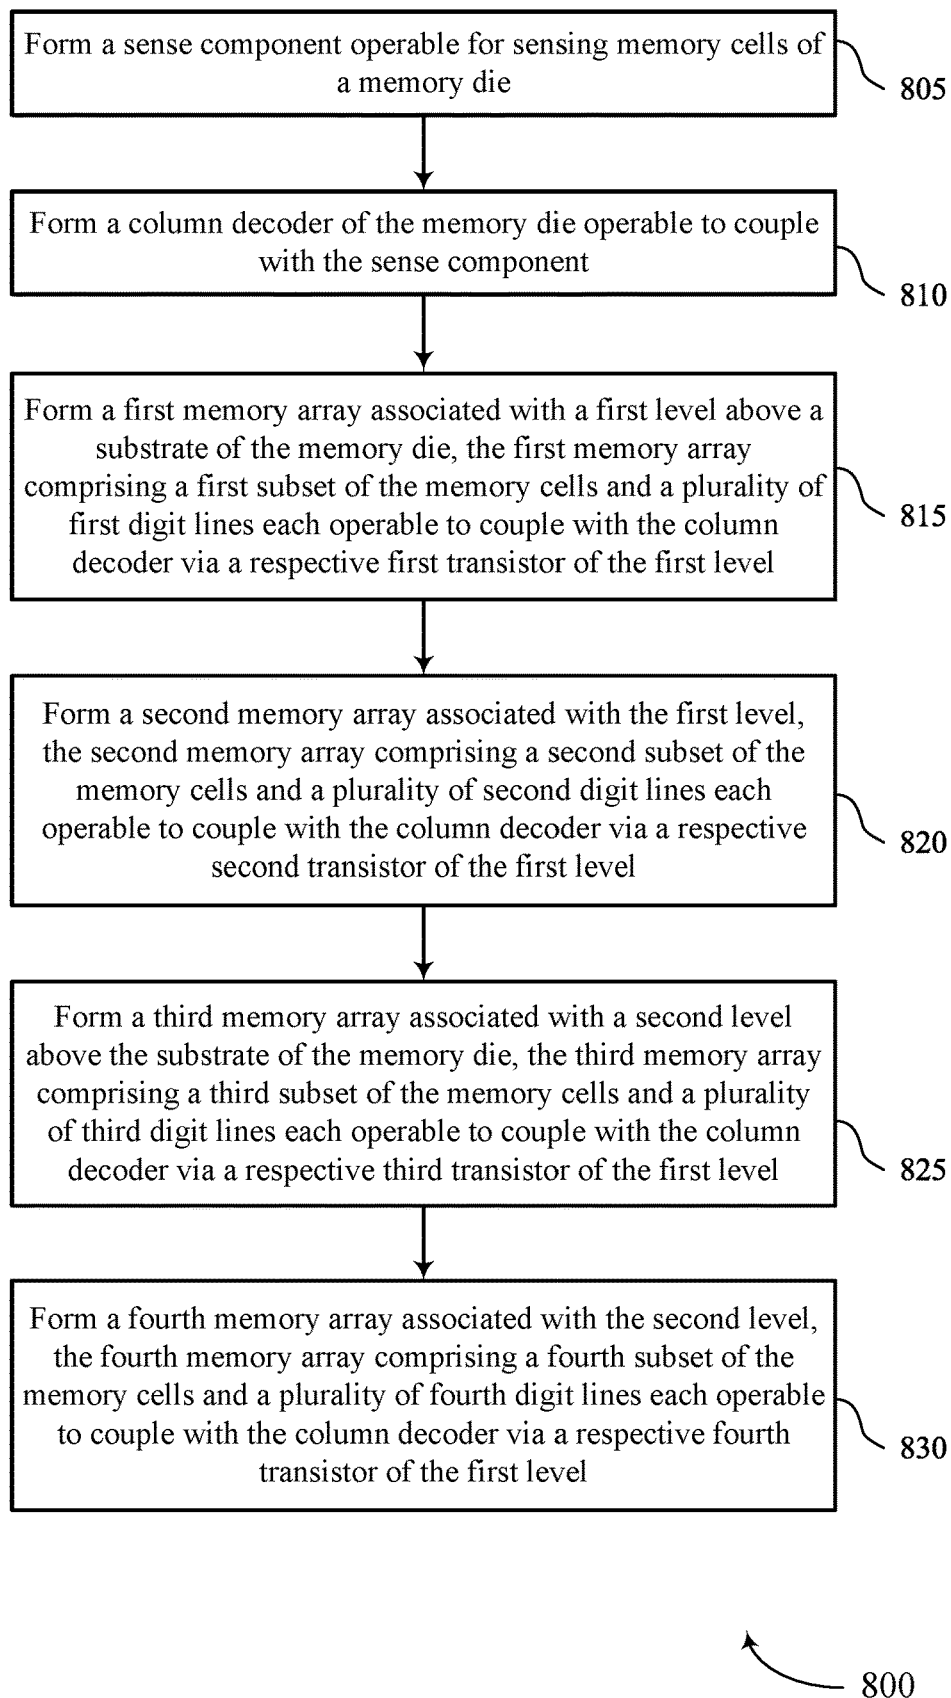 Form a sense component operable for sensing memory cells of
a memory die
805
Form a column decoder of the memory die operable to couple
with the sense component
810
Form a first memory array associated with a first level above a
substrate of the memory die, the first memory array
comprising a first subset of the memory cells and a plurality of
first digit lines each operable to couple with the column
decoder via a respective first transistor of the first level
815
Form a second memory array associated with the first level,
the second memory array comprising a second subset of the
memory cells and a plurality of second digit lines each
operable to couple with the column decoder via a respective
second transistor of the first level
820
Form a third memory array associated with a second level
above the substrate of the memory die, the third memory array
comprising a third subset of the memory cells and a plurality
of third digit lines each operable to couple with the column
decoder via a respective third transistor of the first level
825
Form a fourth memory array associated with the second level,
the fourth memory array comprising a fourth subset of the
memory cells and a plurality of fourth digit lines each operable
to couple with the column decoder via a respective fourth
transistor of the first level
830
800